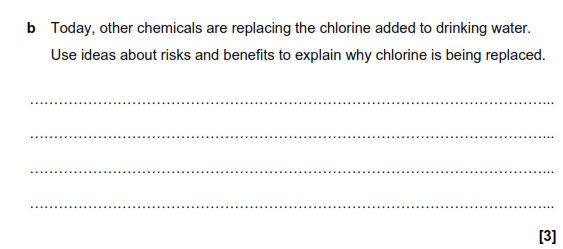 b Today, other chemicals are replacing the chlorine added to drinking water.
Use ideas about risks and benefits to explain why chlorine is being replaced.
[3]